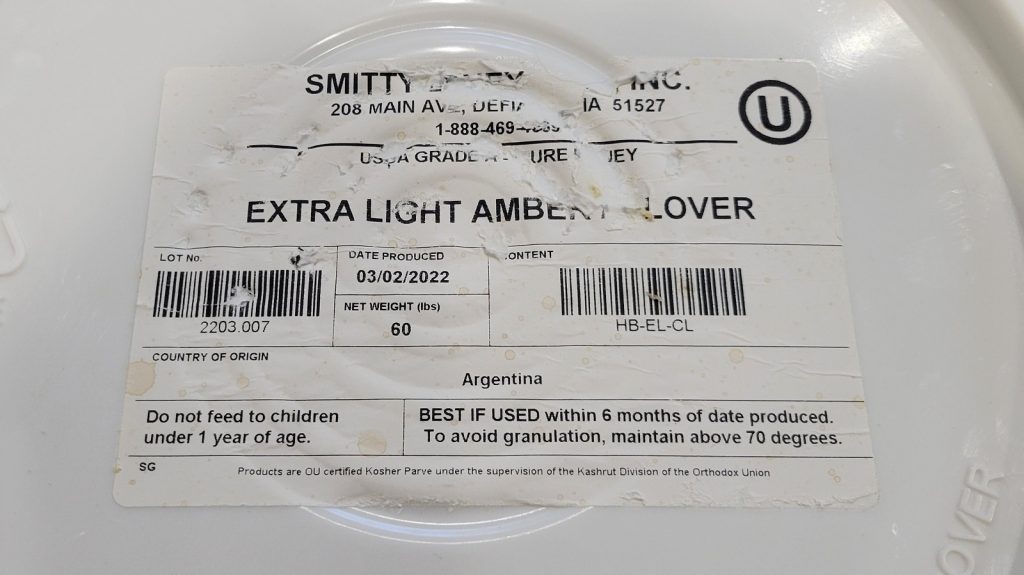 SMITTY INC.
208 MAIN AVE, IA 51527
1-888-469-
USDA GRADE
EXTRA LIGHT AMBER
U
LOT No.
2203.007
DATE PRODUCED
03/02/2022
NET WEIGHT (lbs)
60
CONTENT
HB-EL-CL
COUNTRY OF ORIGIN
Argentina
Do not feed to children
under 1 year of age.
BEST IF USED within 6 months of date produced.
To avoid granulation, maintain above 70 degrees.
SG
Products are OU certified Kosher Parve under the supervision of the Kashrut Division of the Orthodox Union